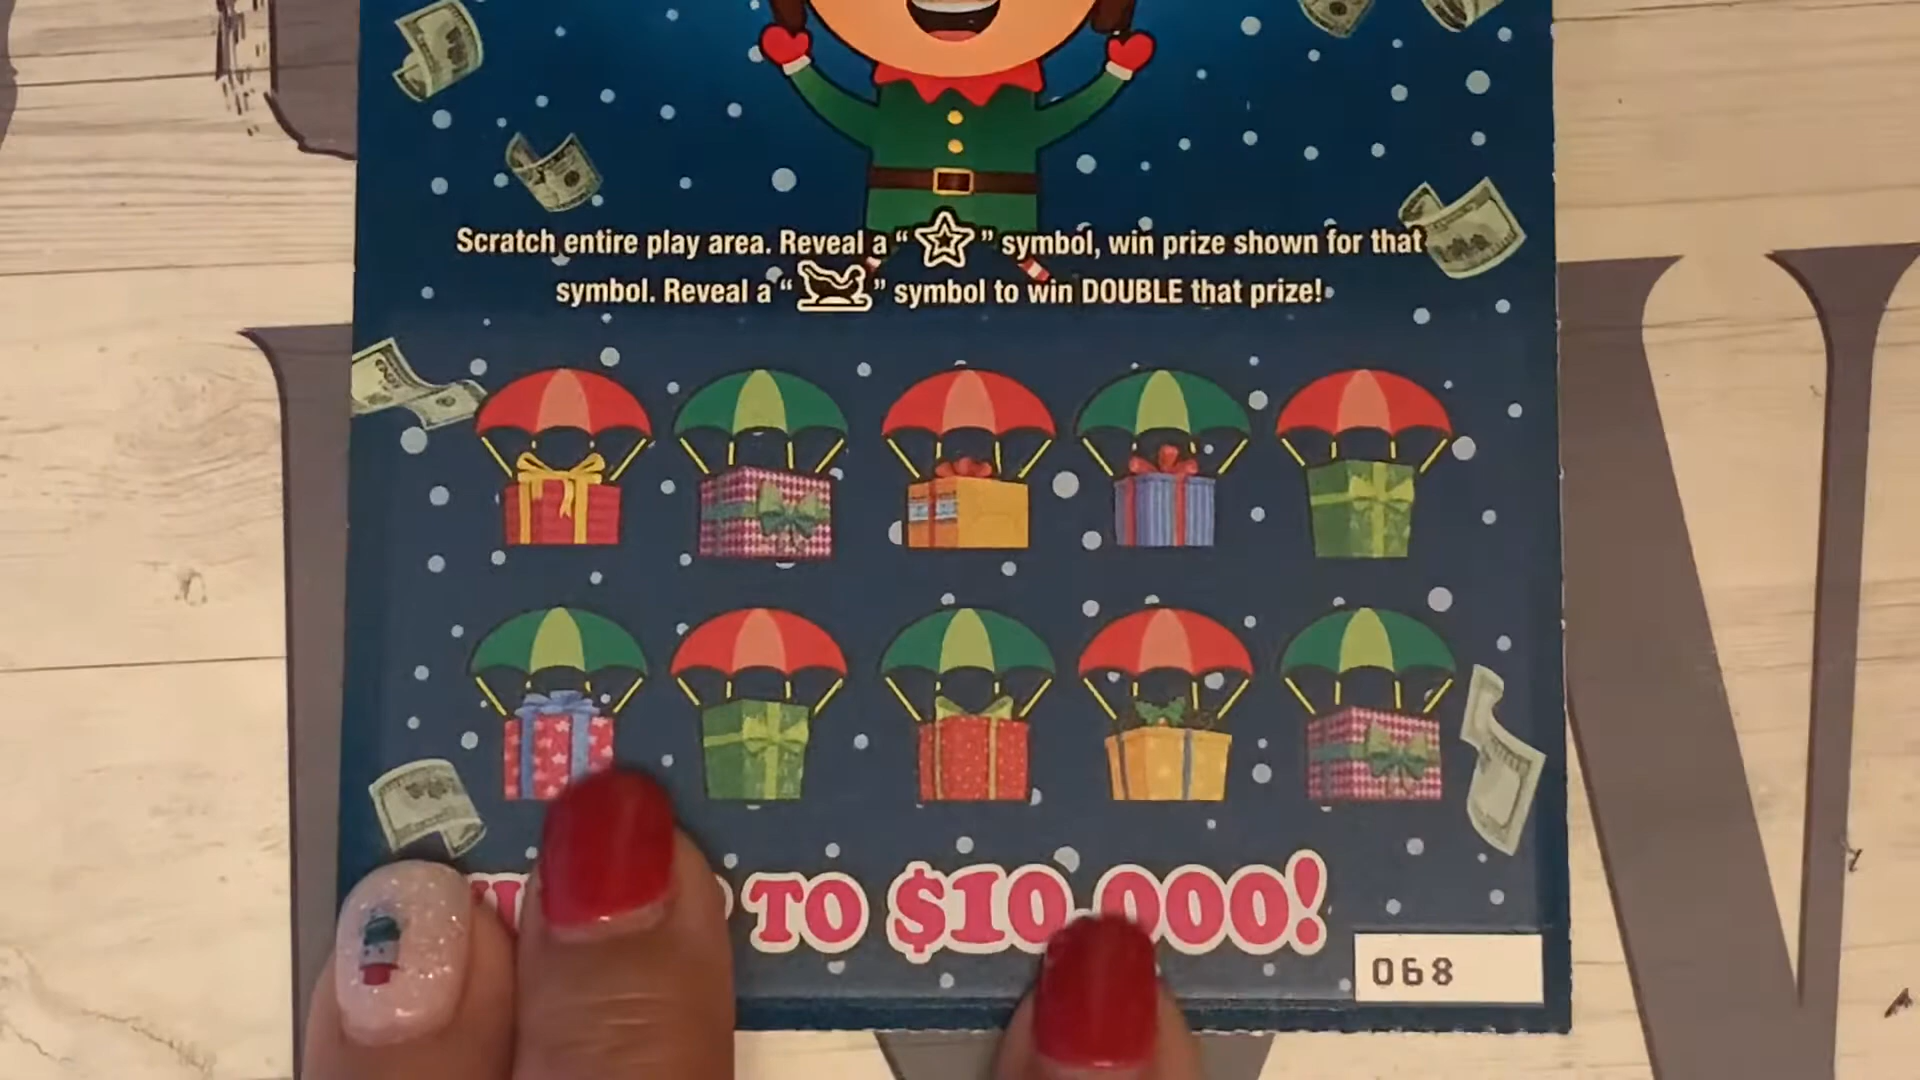 Scratch entire play area. Reveal a “ ” symbol, win prize shown for that
symbol. Reveal a “ ” symbol to win DOUBLE that prize!
TO $10,000!
068